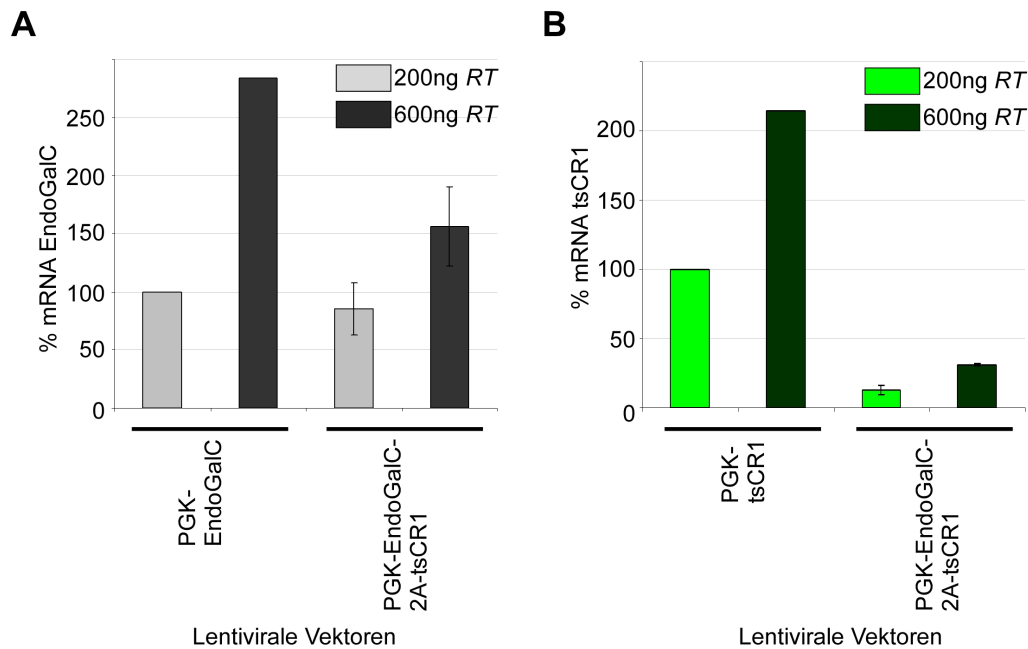 A
% mRNA EndoGalC
250
200
150
100
50
0
200ng RT
600ng RT
PGK-
EndoGalC
PGK-EndoGalC-
2A-tsCR1
Lentivirale Vektoren
B
% mRNA tsCR1
200
150
100
50
0
200ng RT
600ng RT
PGK-
tsCR1
PGK-EndoGalC-
2A-tsCR1
Lentivirale Vektoren